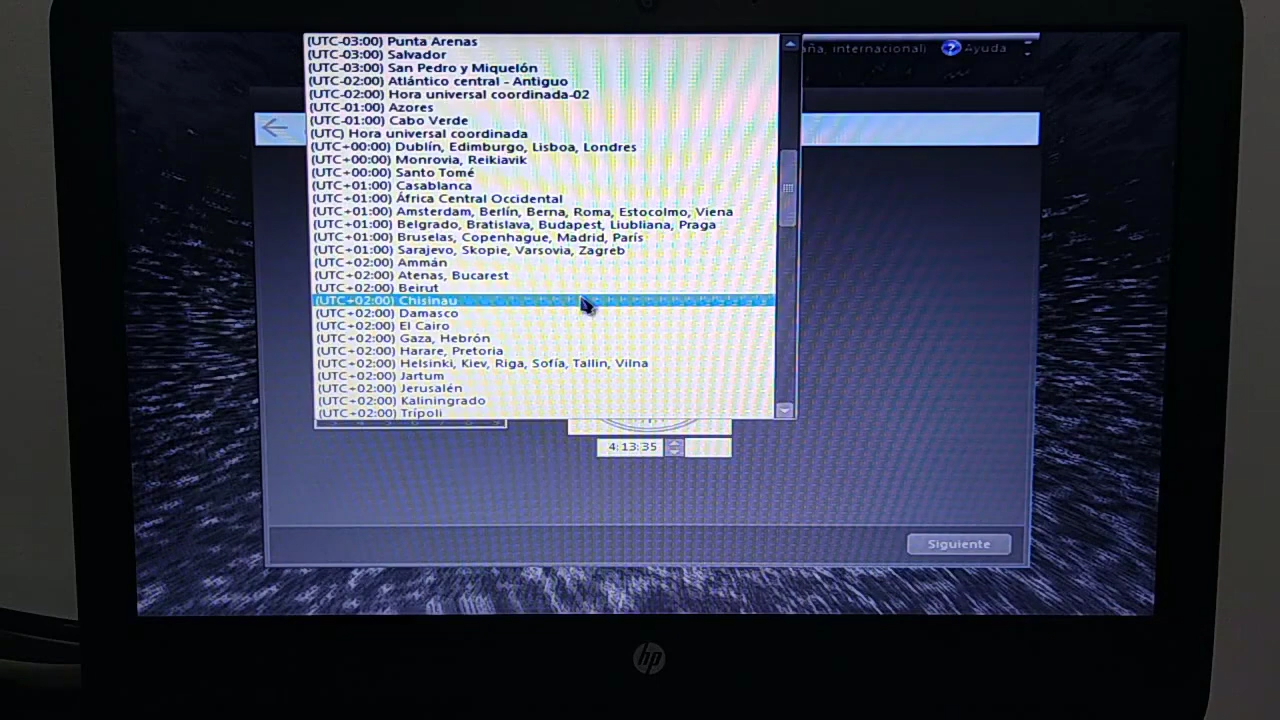 (UTC-03:00) Punta Arenas
(UTC-03:00) Salvador
(UTC-03:00) San Pedro y Miquelón
(UTC-02:00) Atlántico central - Antiguo
(UTC-02:00) Hora universal coordinada-02
(UTC-01:00) Azores
(UTC-01:00) Cabo Verde
(UTC) Hora universal coordinada
(UTC+00:00) Dublín, Edimburgo, Lisboa, Londres
(UTC+00:00) Monrovia, Reikiavik
(UTC+00:00) Santo Tomé
(UTC+01:00) Casablanca
(UTC+01:00) África Central Occidental
(UTC+01:00) Amsterdam, Berlín, Berna, Roma, Estocolmo, Viena
(UTC+01:00) Belgrado, Bratislava, Budapest, Liubliana, Praga
(UTC+01:00) Bruselas, Copenhague, Madrid, París
(UTC+01:00) Sarajevo, Skopie, Varsovia, Zagreb
(UTC+02:00) Ammán
(UTC+02:00) Atenas, Bucarest
(UTC+02:00) Beirut
(UTC+02:00) Chisinau
(UTC+02:00) Damasco
(UTC+02:00) El Cairo
(UTC+02:00) Gaza, Hebrón
(UTC+02:00) Harare, Pretoria
(UTC+02:00) Helsinki, Kiev, Riga, Sofía, Tallin, Vilna
(UTC+02:00) Jartum
(UTC+02:00) Jerusalén
(UTC+02:00) Kaliningrado
(UTC+02:00) Trípoli
internacional)
? Ayuda
4:13:35
Siguiente
hp